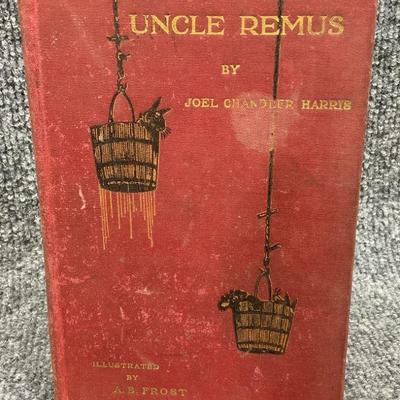 UNCLE REMUS
BY
JOEL CHANDLER HARRIS
ILLUSTRATED
BY
A. B. FROST